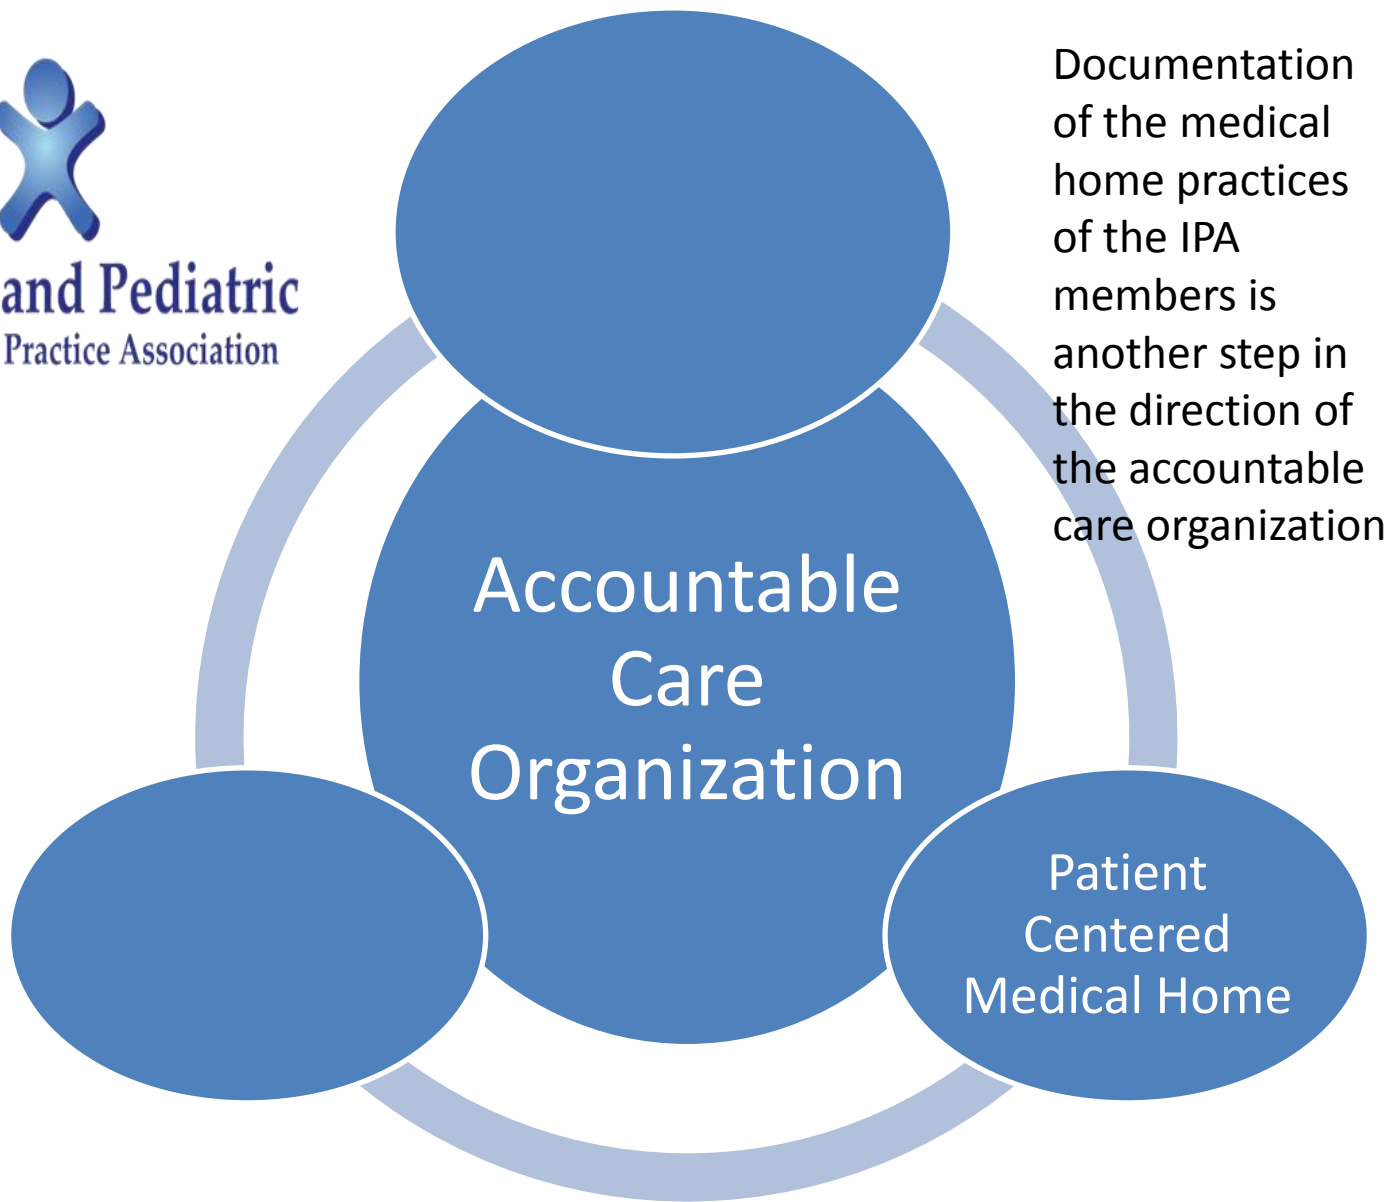 and Pediatric
Practice Association
Documentation
of the medical
home practices
of the IPA
members is
another step in
the direction of
the accountable
care organization
Accountable
Care
Organization
Patient
Centered
Medical Home